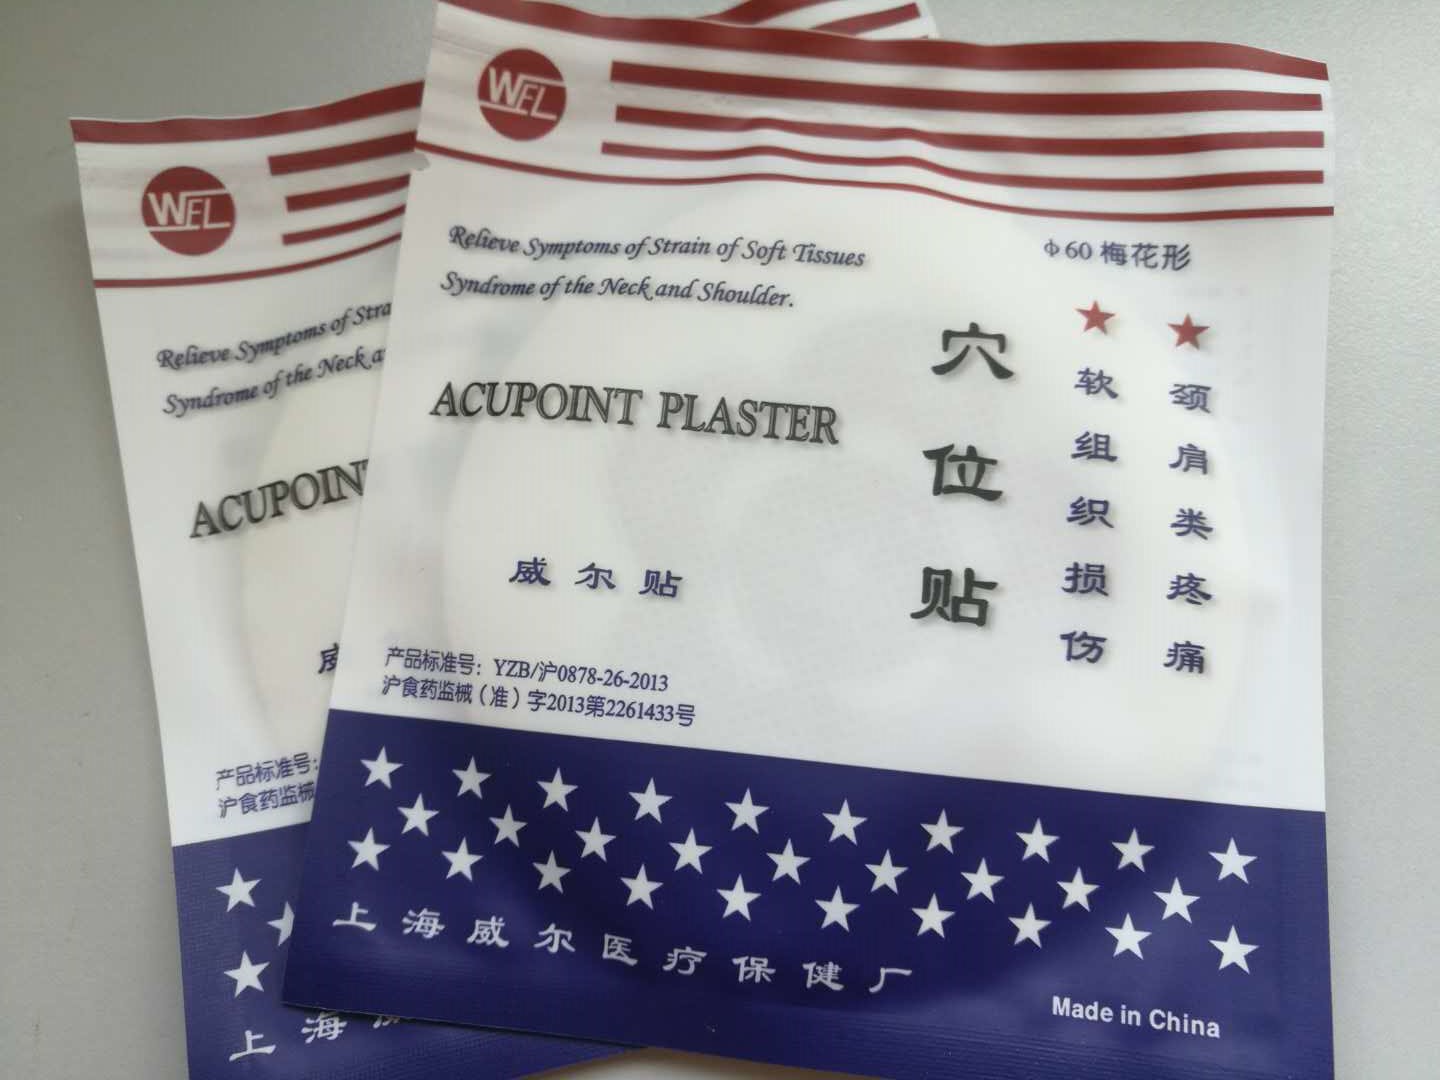 WEL
Relieve Symptoms of Strain of Soft Tissues
Syndrome of the Neck and Shoulder.
ACUPOINT PLASTER
威尔贴
产品标准号：YZB/沪0878-26-2013
沪食药监械（准）字2013第2261433号
Φ60 梅花形
穴位贴
★软组织损伤
★颈肩类疼痛
上海威尔医疗保健厂
Made in China
WEL
Relieve Symptoms of Stra
Syndrome of the Neck a
ACUPOIN
威
产品标准号：
沪食药监械
上海